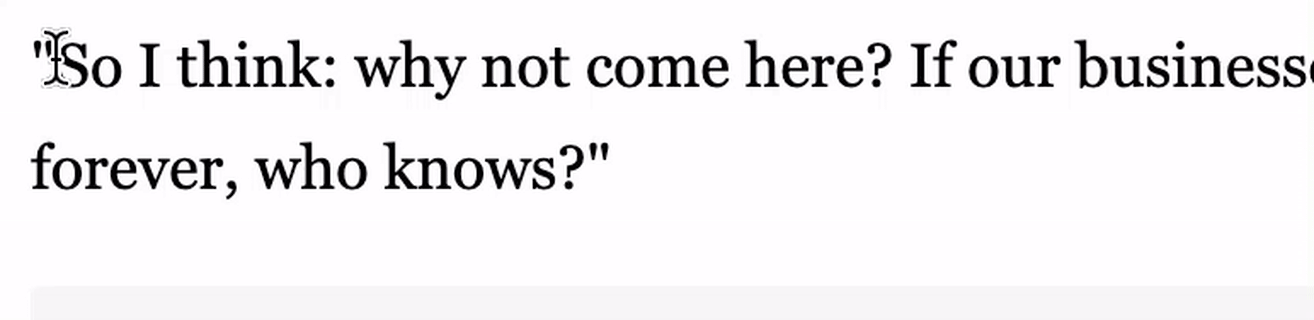 "So I think: why not come here? If our business
forever, who knows?"